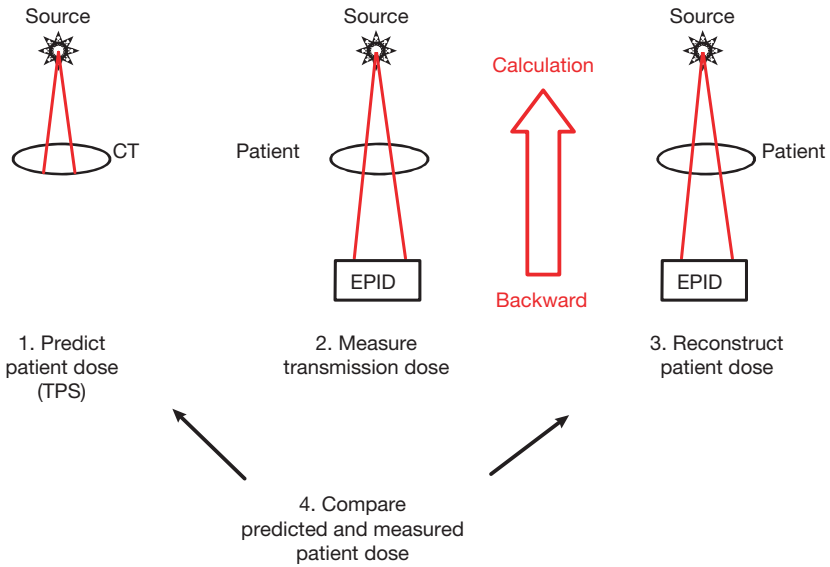 Source
CT
1. Predict
patient dose
(TPS)
Source
Patient
EPID
2. Measure
transmission dose
Calculation
Backward
Source
Patient
EPID
3. Reconstruct
patient dose
4. Compare
predicted and measured
patient dose